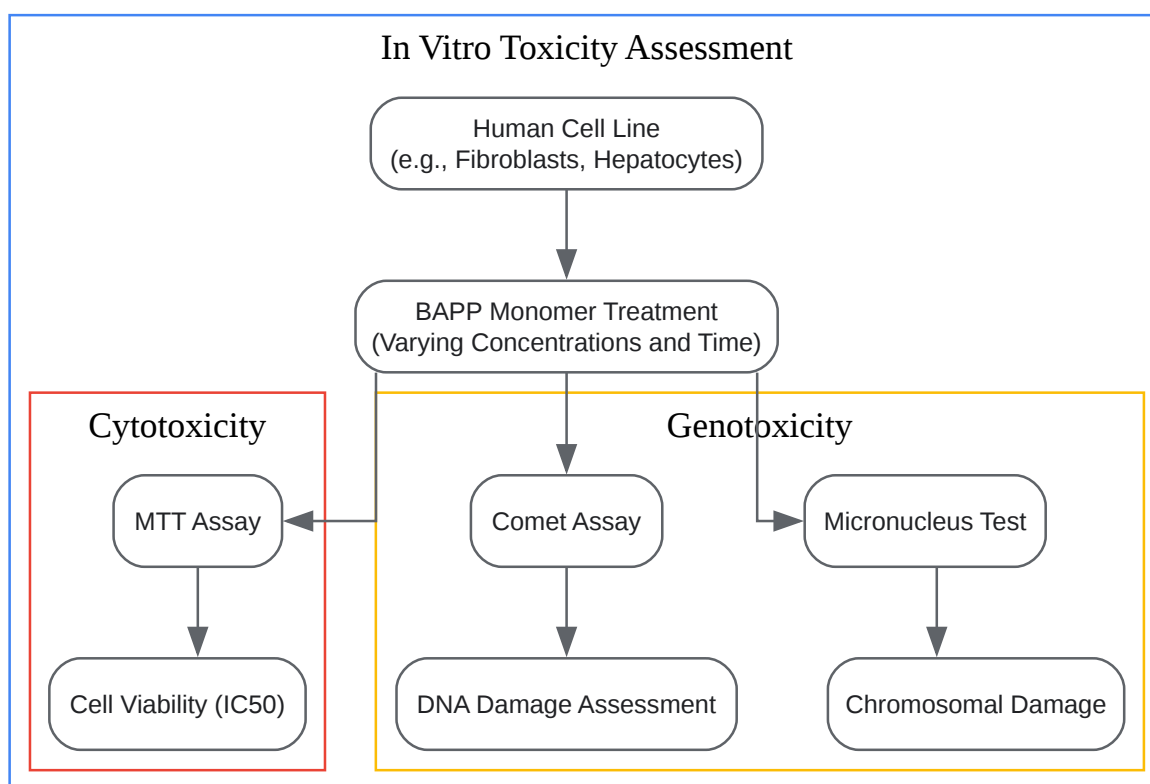 In Vitro Toxicity Assessment
Human Cell Line
(e.g., Fibroblasts, Hepatocytes)
BAPP Monomer Treatment
(Varying Concentrations and Time)
Cytotoxicity
Genotoxicity
MTT Assay
Comet Assay
Micronucleus Test
Cell Viability (IC50)
DNA Damage Assessment
Chromosomal Damage